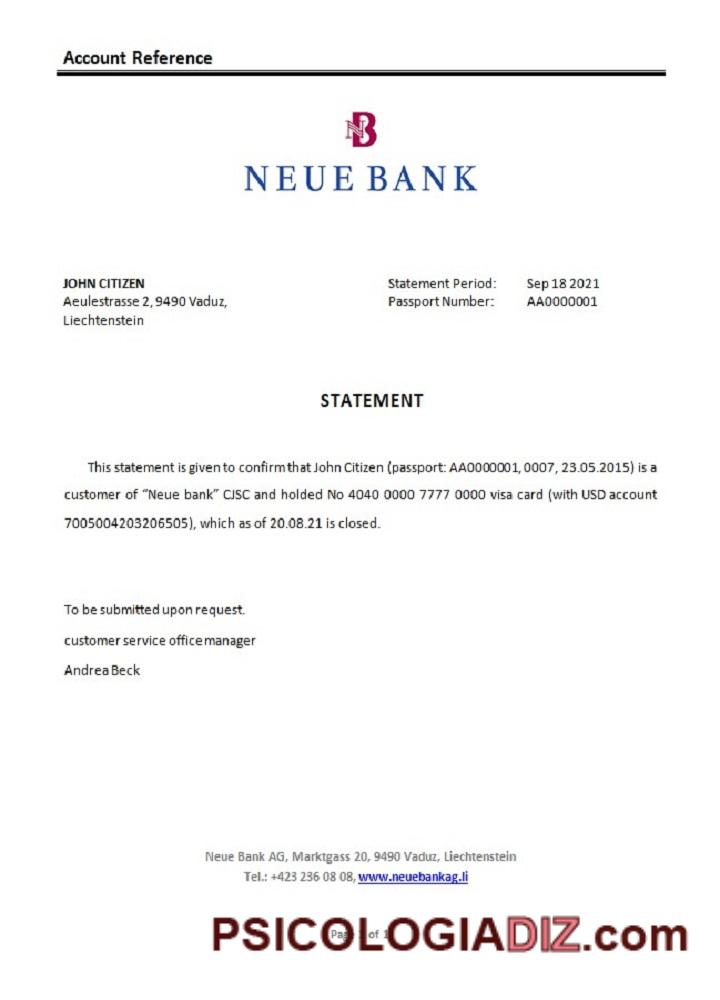 Account Reference
NB
NEUE BANK
JOHN CITIZEN
Aeulestrasse 2, 9490 Vaduz,
Liechtenstein
Statement Period: Sep 18 2021
Passport Number: AA0000001
STATEMENT
This statement is given to confirm that John Citizen (passport: AA0000001, 0007, 23.05.2015) is a
customer of “Neue bank” CJSC and holded No 4040 0000 7777 0000 visa card (with USD account
7005004203206505), which as of 20.08.21 is closed.
To be submitted upon request.
customer service office manager
Andrea Beck
Neue Bank AG, Marktgass 20, 9490 Vaduz, Liechtenstein
Tel.: +423 236 08 08, www.neuebankag.li
of 1
PSICOLOGIADIZ.com